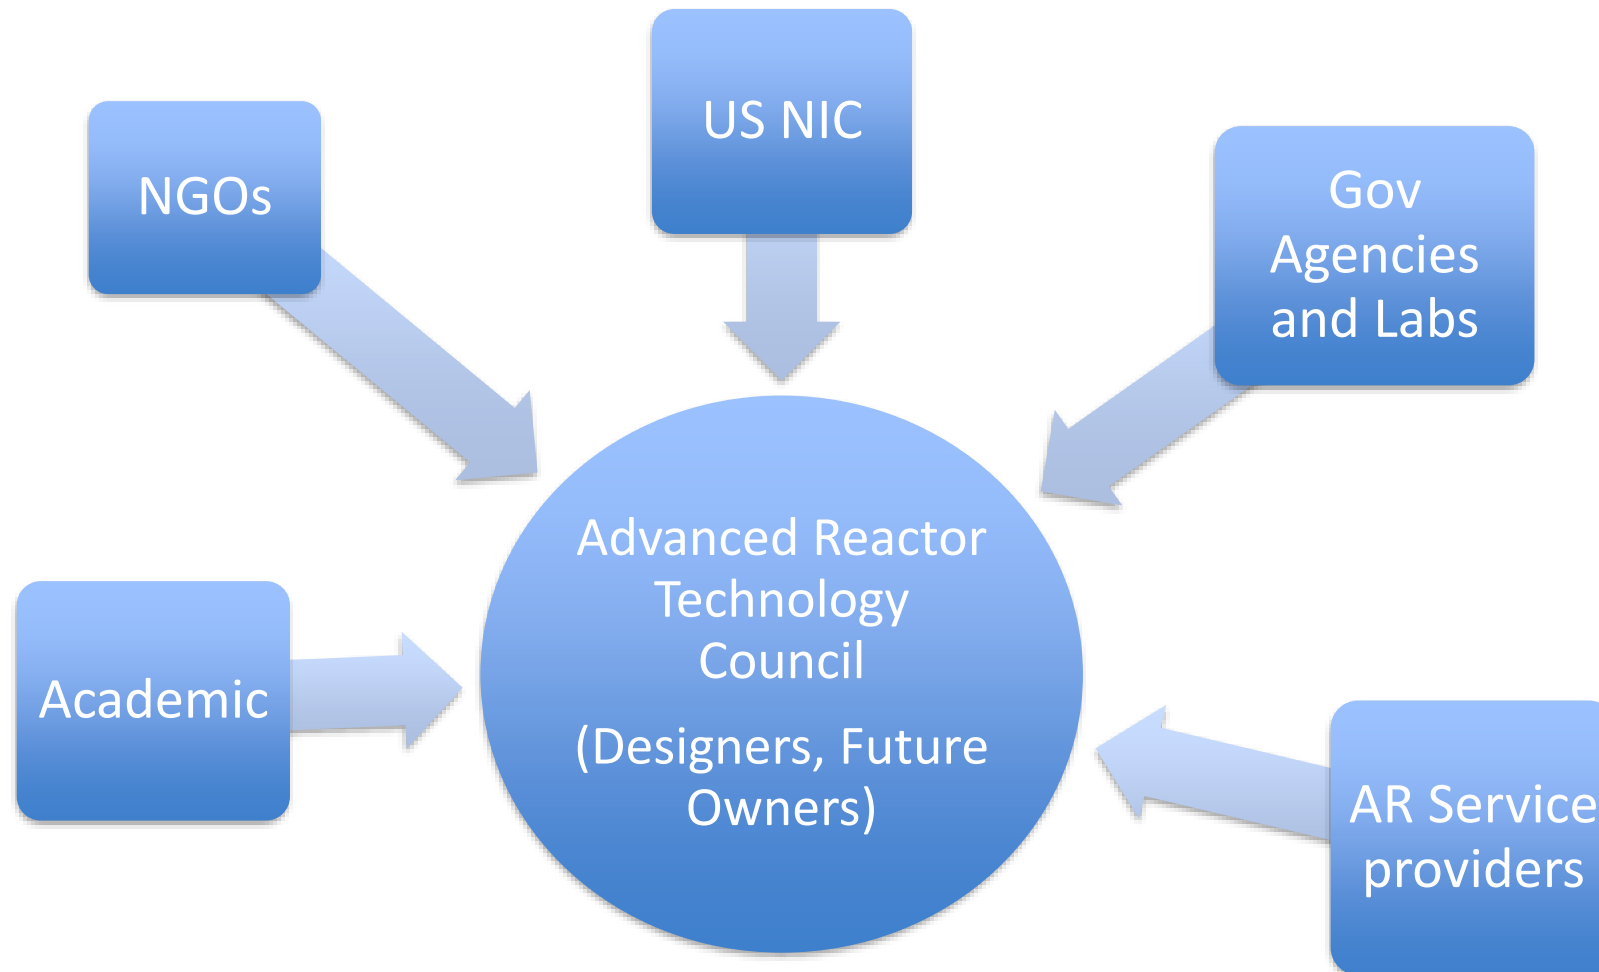 US NIC
NGOs
Gov
Agencies
and Labs
Advanced Reactor
Technology
Council
(Designers, Future
Owners)
Academic
AR Service
providers